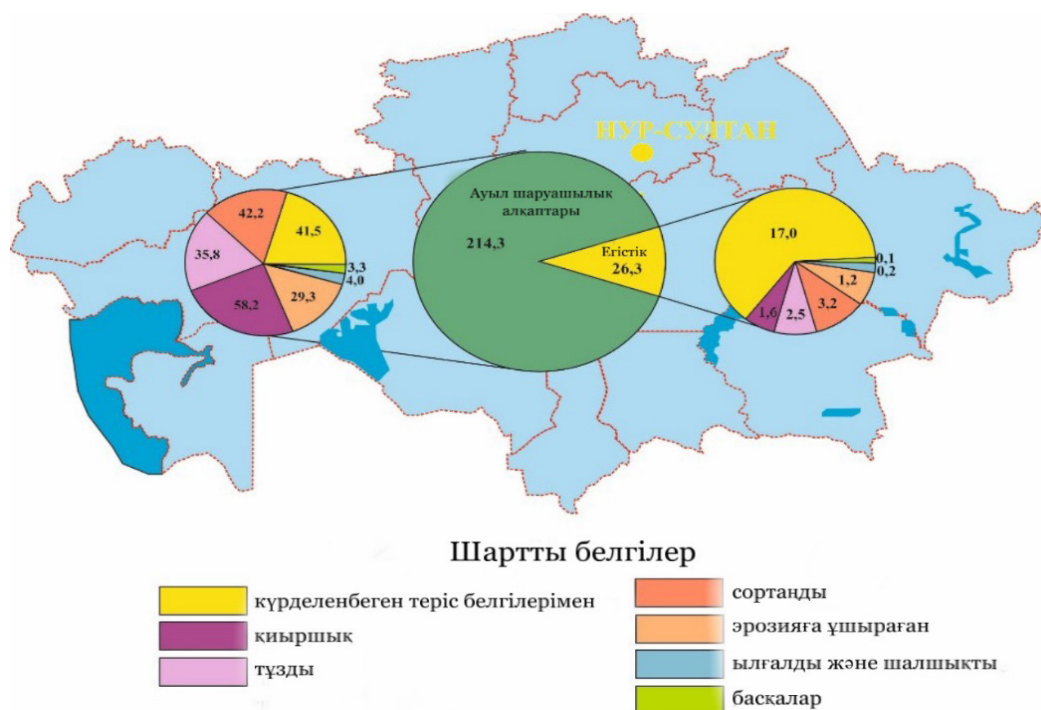 НУР-СУЛТАН
Ауыл шаруашылық
алкаптары
214,3
Егістік
26,3
42,2
41,5
35,8
3,3
4,0
58,2
29,3
17,0
0,1
0,2
1,2
3,2
2,5
1,6
Шартты белгілер
күрделенбеген теріс белгілерімен
қиыршық
тұзды
сортаңды
эрозияға ұшыраған
ылғалды және шалшықты
басқалар